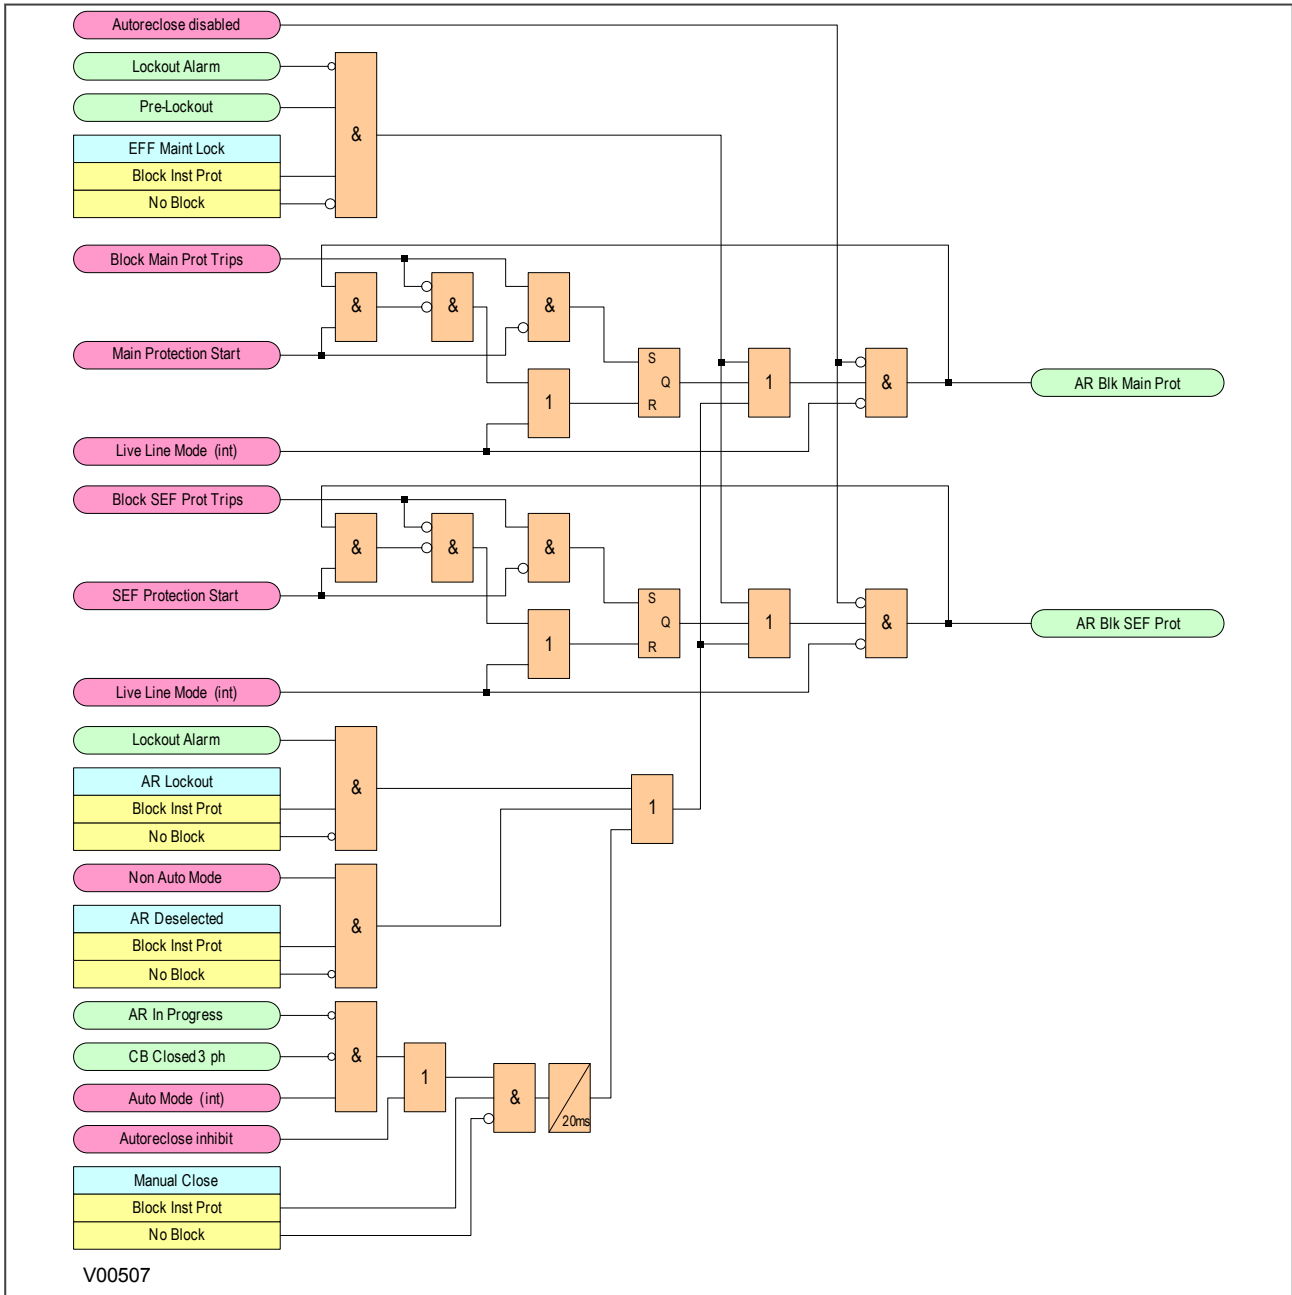 Autoreclose disabled
Lockout Alarm
Pre-Lockout
&
EFF Maint Lock
Block Inst Prot
No Block
Block Main Prot Trips
&
&
&
Main Protection Start
S
Q
R
1
1
&
AR Blk Main Prot
Live Line Mode (int)
Block SEF Prot Trips
&
&
&
SEF Protection Start
S
Q
R
1
1
&
AR Blk SEF Prot
Live Line Mode (int)
Lockout Alarm
AR Lockout
&
Block Inst Prot
1
No Block
Non Auto Mode
AR Deselected
&
Block Inst Prot
No Block
AR In Progress
CB Closed 3 ph
&
1
Auto Mode (int)
&
20ms
Autoreclose inhibit
Manual Close
Block Inst Prot
No Block
V00507